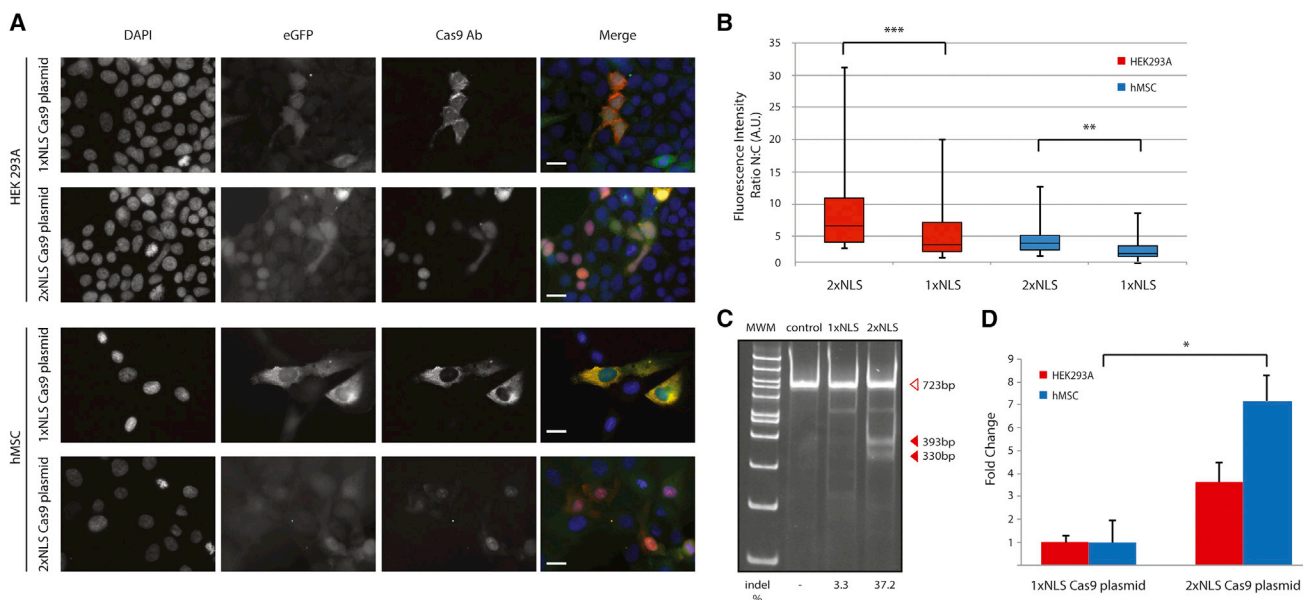 A
DAPI
eGFP
Cas9 Ab
Merge
HEK 293A
1xNLS Cas9 plasmid
2xNLS Cas9 plasmid
hMSC
1xNLS Cas9 plasmid
2xNLS Cas9 plasmid
B
Fluorescence Intensity
Ratio N:C (A.U.)
35
30
25
20
15
10
5
0
***
**
HEK293A
hMSC
2xNLS
1xNLS
2xNLS
1xNLS
C
MWM
control
1xNLS
2xNLS
723bp
393bp
330bp
indel
%
-
3.3
37.2
D
Fold Change
9
8
7
6
5
4
3
2
1
*
HEK293A
hMSC
1xNLS Cas9 plasmid
2xNLS Cas9 plasmid